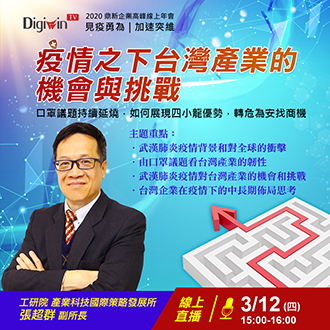 Digiwin TV
2020 鼎新企業高峰線上年會
見疫勇為 | 加速突維
疫情之下台灣產業的
機會與挑戰
口罩議題持續延燒，如何展現四小龍優勢，轉危為安找商機
主題重點：
・武漢肺炎疫情背景和對全球的衝擊
・由口罩議題看台灣產業的韌性
・武漢肺炎疫情對台灣產業的機會和挑戰
・台灣企業在疫情下的中長期佈局思考
工研院 產業科技國際策略發展所
張超群 副所長
線上
直播
3/12 (四)
15:00-16:00